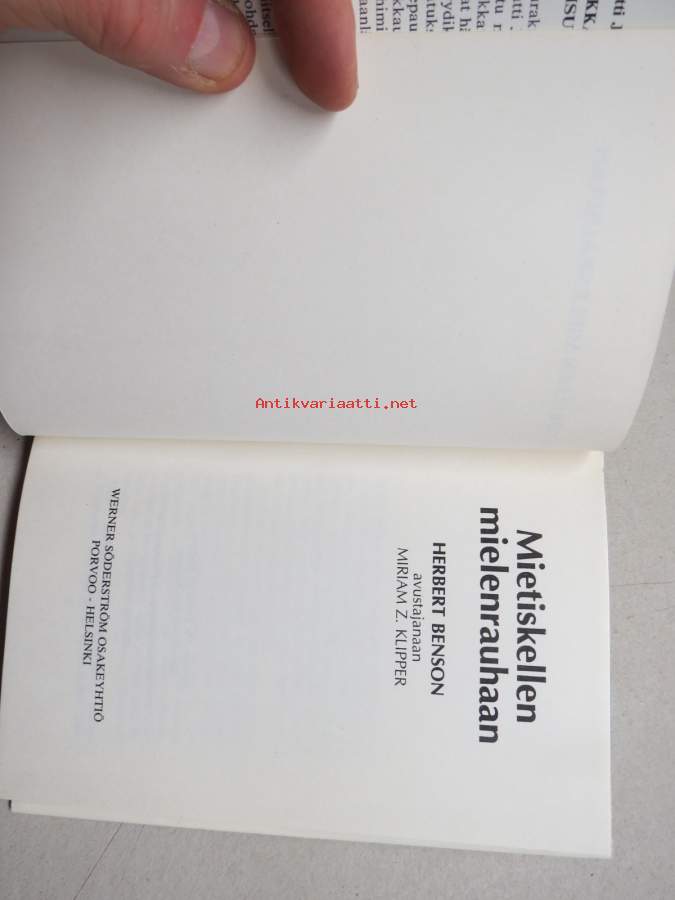 Mietiskellen
mielenrauhaan
HERBERT BENSON
avustajanaan
MIRIAM Z. KLIPPER
WERNER SÖDERSTRÖM OSAKEYHTIÖ
PORVOO - HELSINKI
Antikvariaatti.net